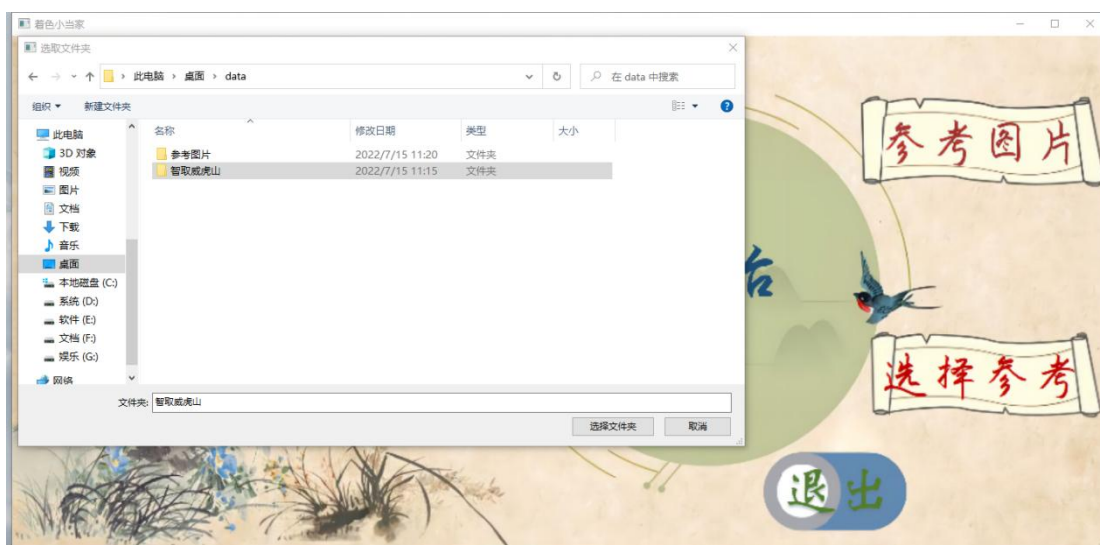 着色小当家
选取文件夹
此电脑 › 桌面 › data
在 data 中搜索
组织 新建文件夹
名称 修改日期 类型 大小
参考图片 2022/7/15 11:20 文件夹
智取威虎山 2022/7/15 11:15 文件夹
此电脑
3D 对象
视频
图片
文档
下载
音乐
桌面
本地磁盘 (C:)
系统 (D:)
软件 (E:)
文档 (F:)
娱乐 (G:)
网络
文件夹: 智取威虎山
选择文件夹 取消
参考图片
台
选择参考
退出